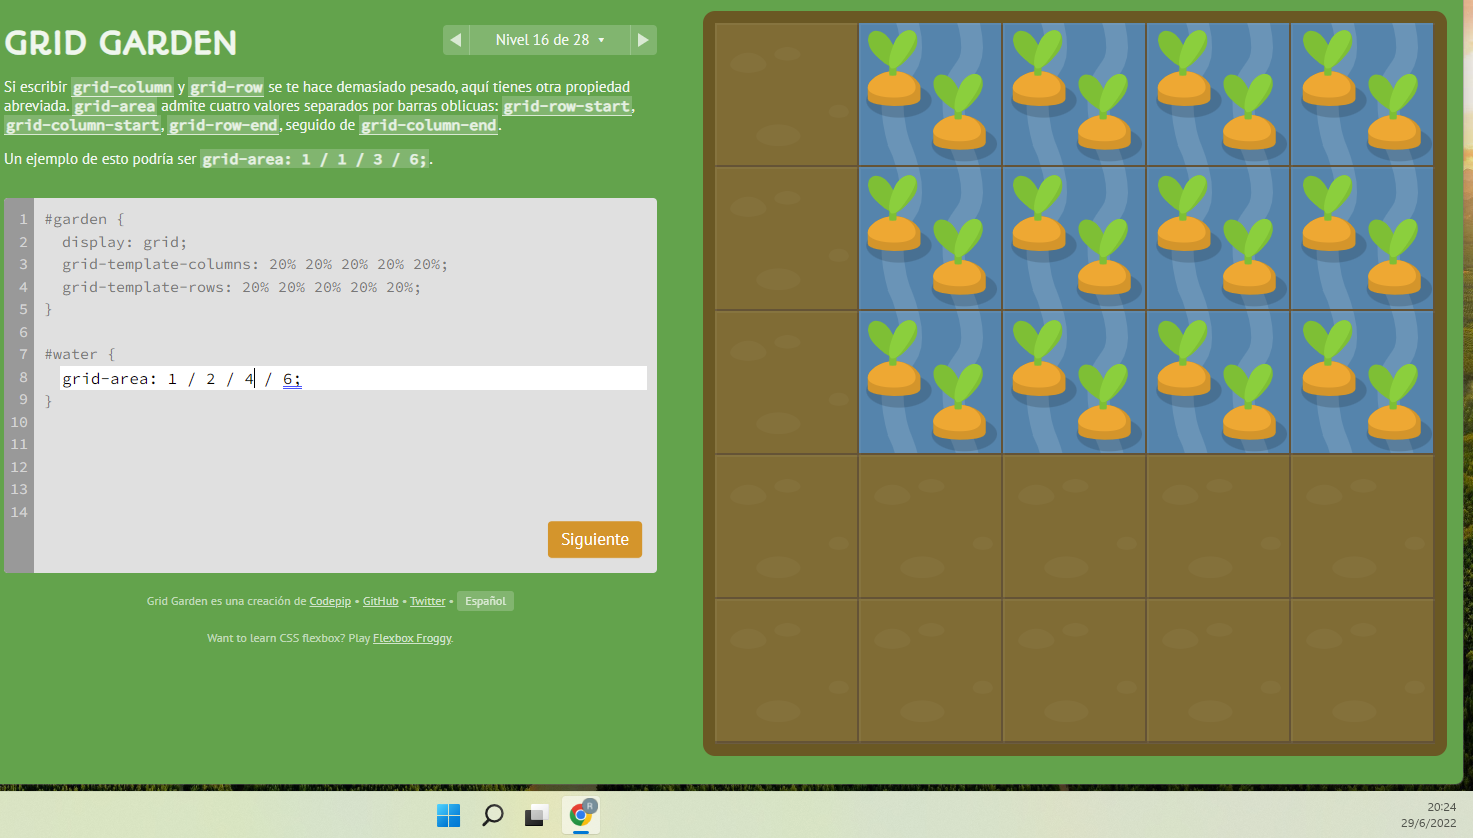 GRID GARDEN
Nivel 16 de 28
Si escribir grid-column y grid-row se te hace demasiado pesado, aquí tienes otra propiedad
abreviada. grid-area admite cuatro valores separados por barras oblicuas: grid-row-start,
grid-column-start, grid-row-end, seguido de grid-column-end.
Un ejemplo de esto podría ser grid-area: 1 / 1 / 3 / 6;.
1 #garden {
2 display: grid;
3 grid-template-columns: 20% 20% 20% 20% 20%;
4 grid-template-rows: 20% 20% 20% 20% 20%;
5 }
6
7 #water {
8 grid-area: 1 / 2 / 4 / 6;
9 }
10
11
12
13
14
Siguiente
Grid Garden es una creación de Codepip • GitHub • Twitter • Español
Want to learn CSS flexbox? Play Flexbox Froggy.
R
20:24
29/6/2022